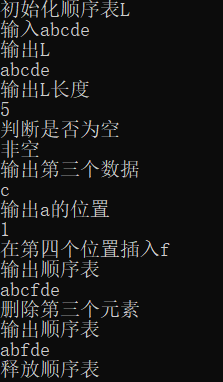 初始化顺序表L
输入abcde
输出L
abcde
输出L长度
5
判断是否为空
非空
输出第三个数据
c
输出a的位置
1
在第四个位置插入f
输出顺序表
abcfde
删除第三个元素
输出顺序表
abfde
释放顺序表